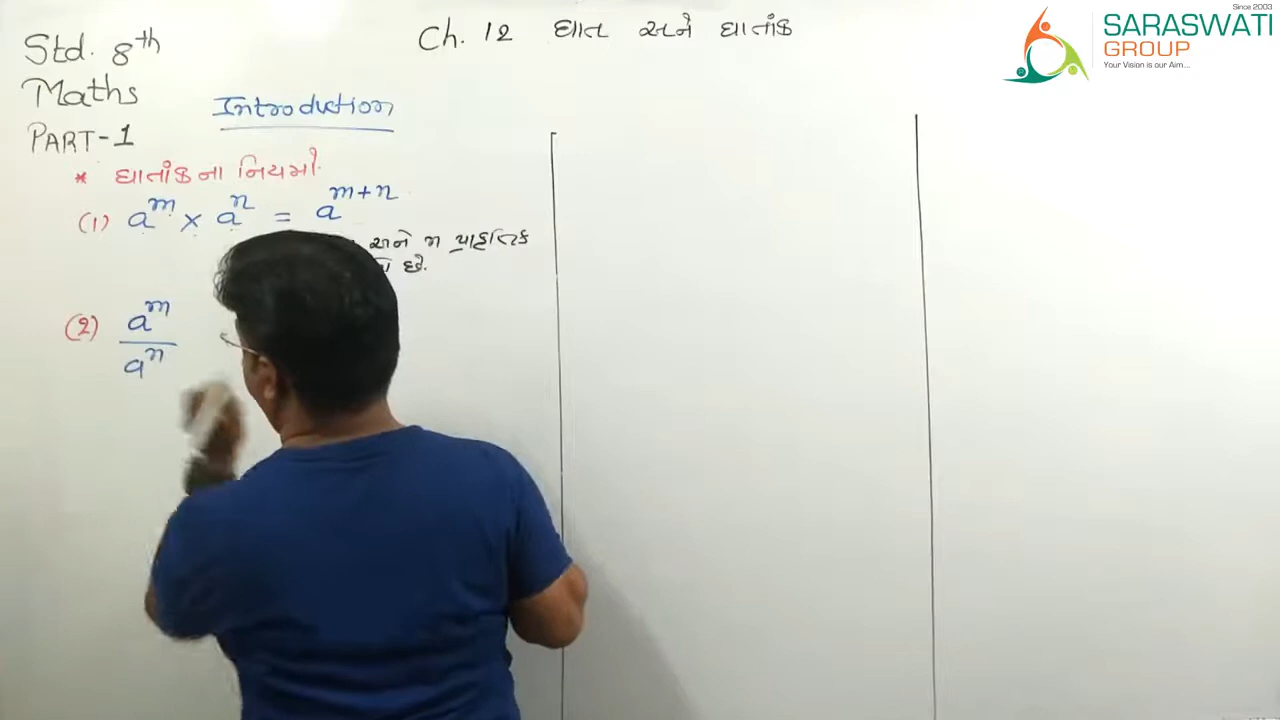 Std. 8th
Maths
PART-1
Ch. 12 ઘાત અને ઘાતાંક
Since 2003
SARASWATI
GROUP
Your Vision is our Aim...
Introduction
* ઘાતાંકના નિયમો
(1) a^m × a^n = a^(m+n)
અને n પ્રાકૃતિક
છે.
(2) a^m / a^n